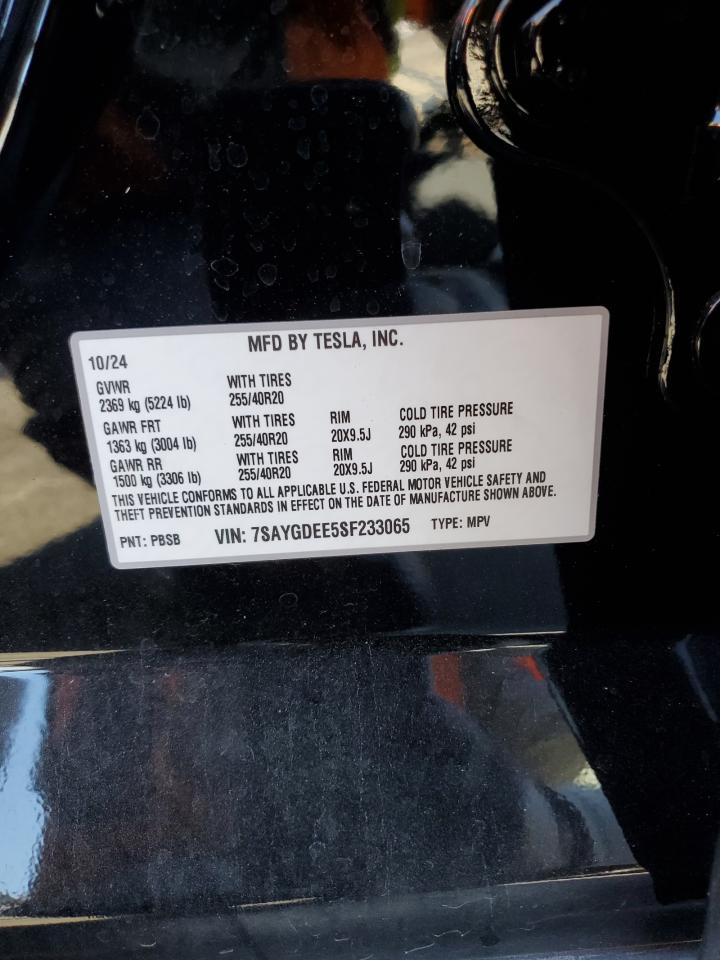 MFD BY TESLA, INC.
10/24
GVWR WITH TIRES
2369 kg (5224 lb) 255/40R20
GAWR FRT WITH TIRES RIM COLD TIRE PRESSURE
1363 kg (3004 lb) 255/40R20 20X9.5J 290 kPa, 42 psi
GAWR RR WITH TIRES RIM COLD TIRE PRESSURE
1500 kg (3306 lb) 255/40R20 20X9.5J 290 kPa, 42 psi
THIS VEHICLE CONFORMS TO ALL APPLICABLE U.S. FEDERAL MOTOR VEHICLE SAFETY AND
THEFT PREVENTION STANDARDS IN EFFECT ON THE DATE OF MANUFACTURE SHOWN ABOVE.
PNT: PBSB VIN: 7SAYGDEE5SF233065 TYPE: MPV